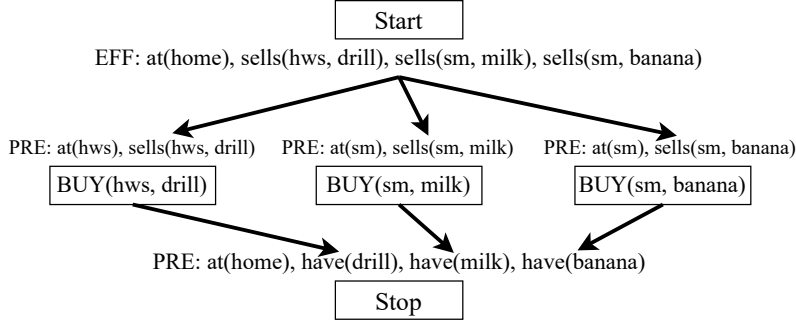 Start
EFF: at(home), sells(hws, drill), sells(sm, milk), sells(sm, banana)
PRE: at(hws), sells(hws, drill) PRE: at(sm), sells(sm, milk) PRE: at(sm), sells(sm, banana)
BUY(hws, drill) BUY(sm, milk) BUY(sm, banana)
PRE: at(home), have(drill), have(milk), have(banana)
Stop